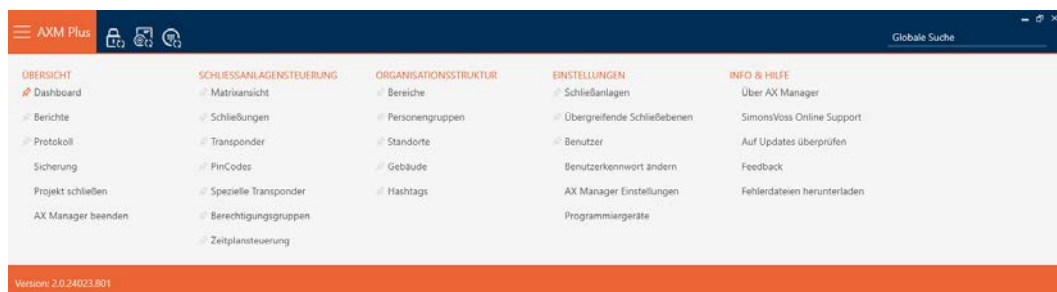 AXM Plus
Globale Suche
ÜBERSICHT
Dashboard
Berichte
Protokoll
Sicherung
Projekt schließen
AX Manager beenden
SCHLIESSANLAGENSTEUERUNG
Matrixansicht
Schließungen
Transponder
PinCodes
Spezielle Transponder
Berechtigungsgruppen
Zeitplansteuerung
ORGANISATIONSSTRUKTUR
Bereiche
Personengruppen
Standorte
Gebäude
Hashtags
EINSTELLUNGEN
Schließanlagen
Übergreifende Schließebenen
Benutzer
Benutzerkennwort ändern
AX Manager Einstellungen
Programmiergeräte
INFO & HILFE
Über AX Manager
SimonsVoss Online Support
Auf Updates überprüfen
Feedback
Fehlerdateien herunterladen
Version: 2.0.24023.801